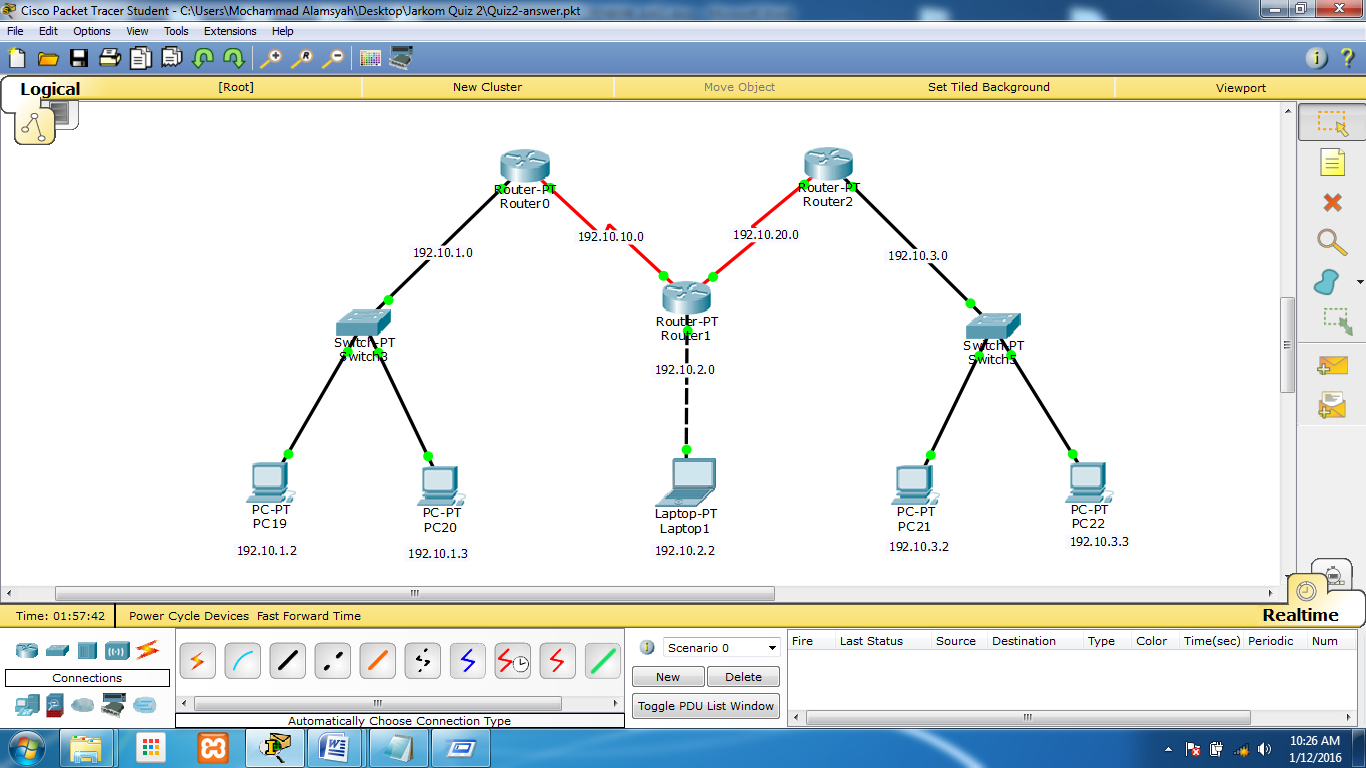 Cisco Packet Tracer Student - C:\Users\Mochammad Alamsyah\Desktop\Jarkom Quiz 2\Quiz2-answer.pkt
File Edit Options View Tools Extensions Help
Logical [Root] New Cluster Move Object Set Tiled Background Viewport
Router-PT
Router0
Router-PT
Router2
192.10.10.0
192.10.20.0
192.10.1.0
192.10.3.0
Router-PT
Router1
Switch-PT
Switch3
Switch-PT
Switch5
192.10.2.0
PC-PT
PC19
PC-PT
PC20
Laptop-PT
Laptop1
PC-PT
PC21
PC-PT
PC22
192.10.1.2
192.10.1.3
192.10.2.2
192.10.3.2
192.10.3.3
Time: 01:57:42 Power Cycle Devices Fast Forward Time
Realtime
Connections
Automatically Choose Connection Type
Scenario 0
New Delete
Toggle PDU List Window
Fire Last Status Source Destination Type Color Time(sec) Periodic Num
10:26 AM
1/12/2016